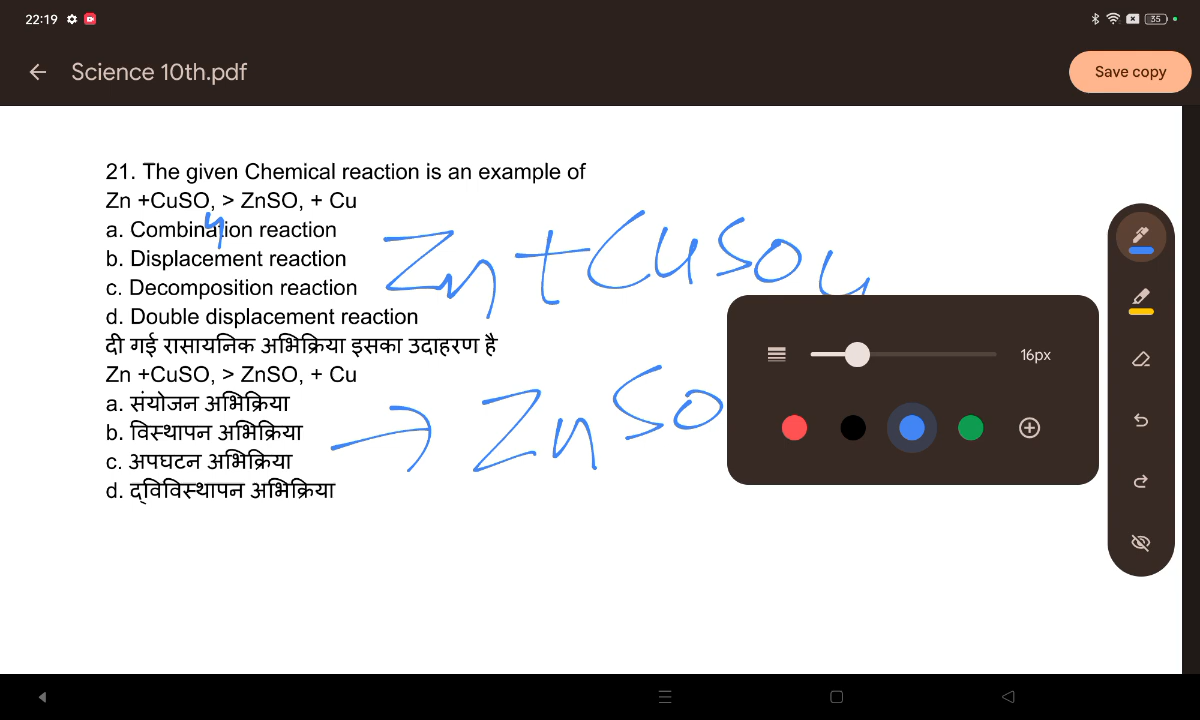 22:19
35
Science 10th.pdf
Save copy
21. The given Chemical reaction is an example of
Zn +CuSO, > ZnSO, + Cu
4
a. Combination reaction
b. Displacement reaction
c. Decomposition reaction
d. Double displacement reaction
Zn + CuSO4
दी गई रासायनिक अभिक्रिया इसका उदाहरण है
Zn +CuSO, > ZnSO, + Cu
a. संयोजन अभिक्रिया
b. विस्थापन अभिक्रिया
c. अपघटन अभिक्रिया
d. द्विविस्थापन अभिक्रिया
→ ZnSO
16px